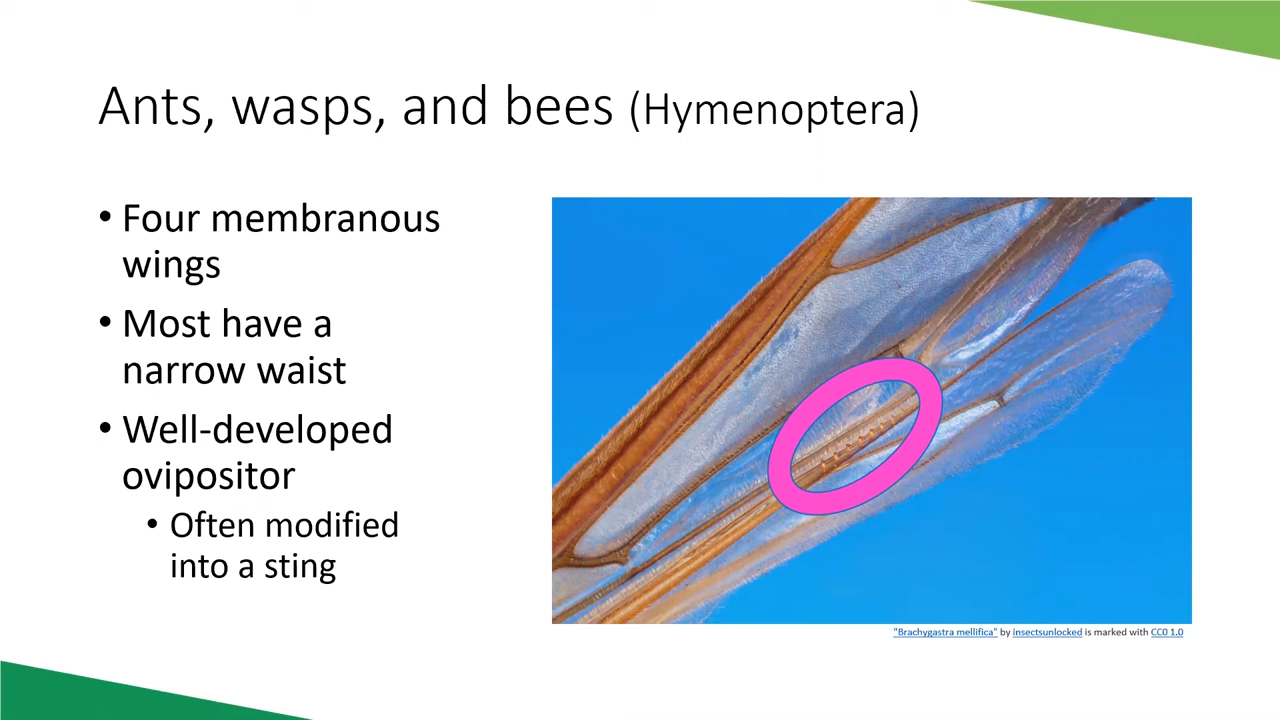 Ants, wasps, and bees (Hymenoptera)
• Four membranous
wings
• Most have a
narrow waist
• Well-developed
ovipositor
• Often modified
into a sting
"Brachygastra mellifica" by insectsunlocked is marked with CC0 1.0